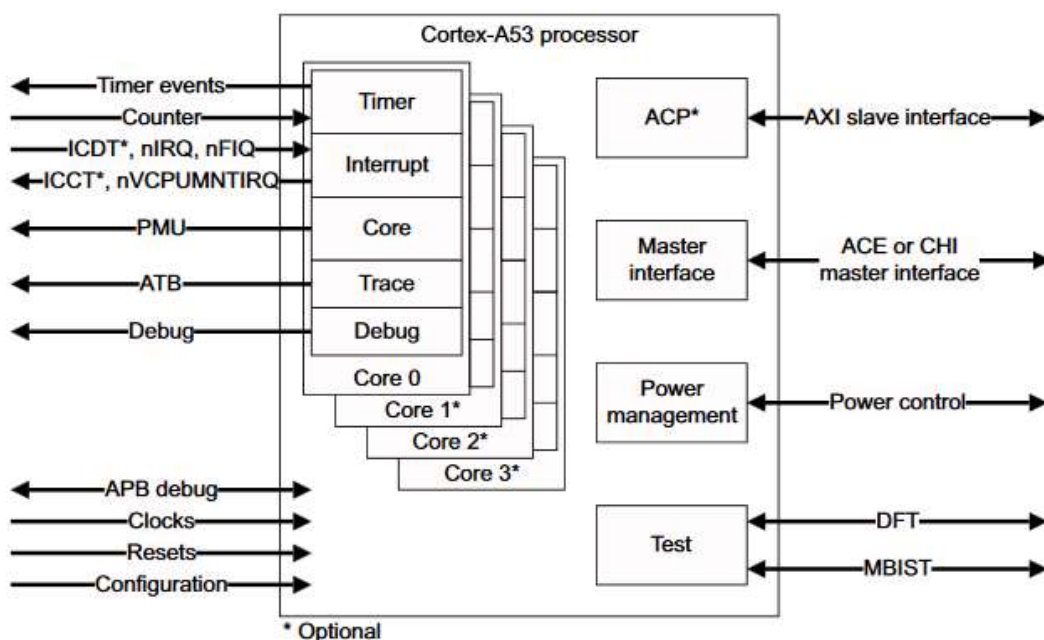 Cortex-A53 processor
Timer events
Counter
ICDT*, nIRQ, nFIQ
ICCT*, nVCPUMNTIRQ
PMU
ATB
Debug
Timer
Interrupt
Core
Trace
Debug
Core 0
Core 1*
Core 2*
Core 3*
ACP*
AXI slave interface
Master
interface
ACE or CHI
master interface
Power
management
Power control
APB debug
Clocks
Resets
Configuration
Test
DFT
MBIST
* Optional